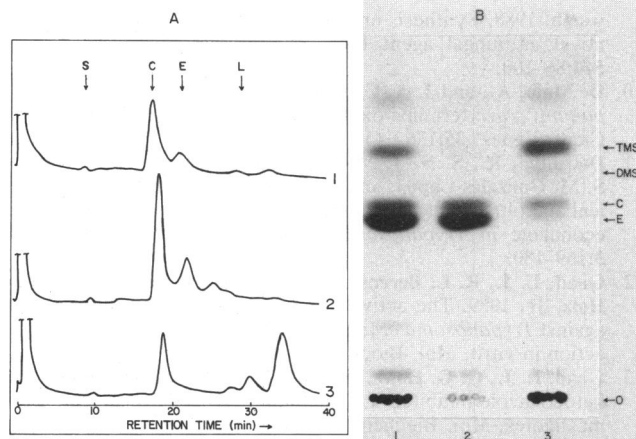 A
S C E L
1
2
3
0 10 20 30 40
RETENTION TIME (min) →
B
←TMS
←DMS
←C
←E
←O
1 2 3